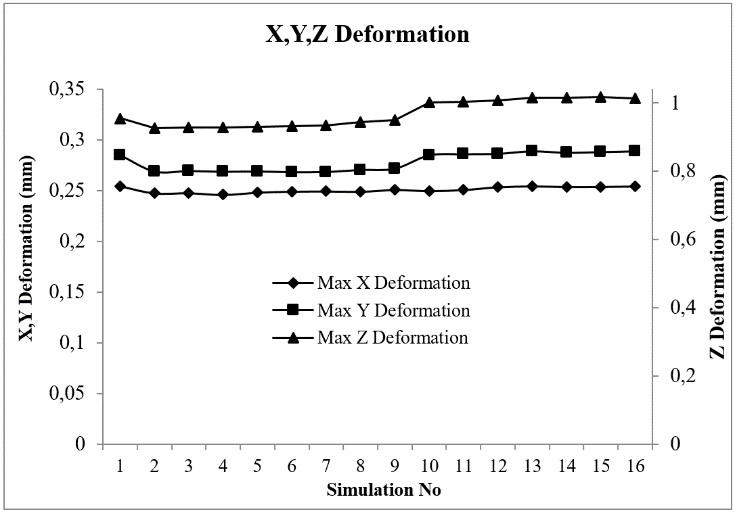 X,Y,Z Deformation
X,Y Deformation (mm)
0,35
0,3
0,25
0,2
0,15
0,1
0,05
0
Max X Deformation
Max Y Deformation
Max Z Deformation
1
0,8
0,6
0,4
0,2
0
Z Deformation (mm)
1 2 3 4 5 6 7 8 9 10 11 12 13 14 15 16
Simulation No